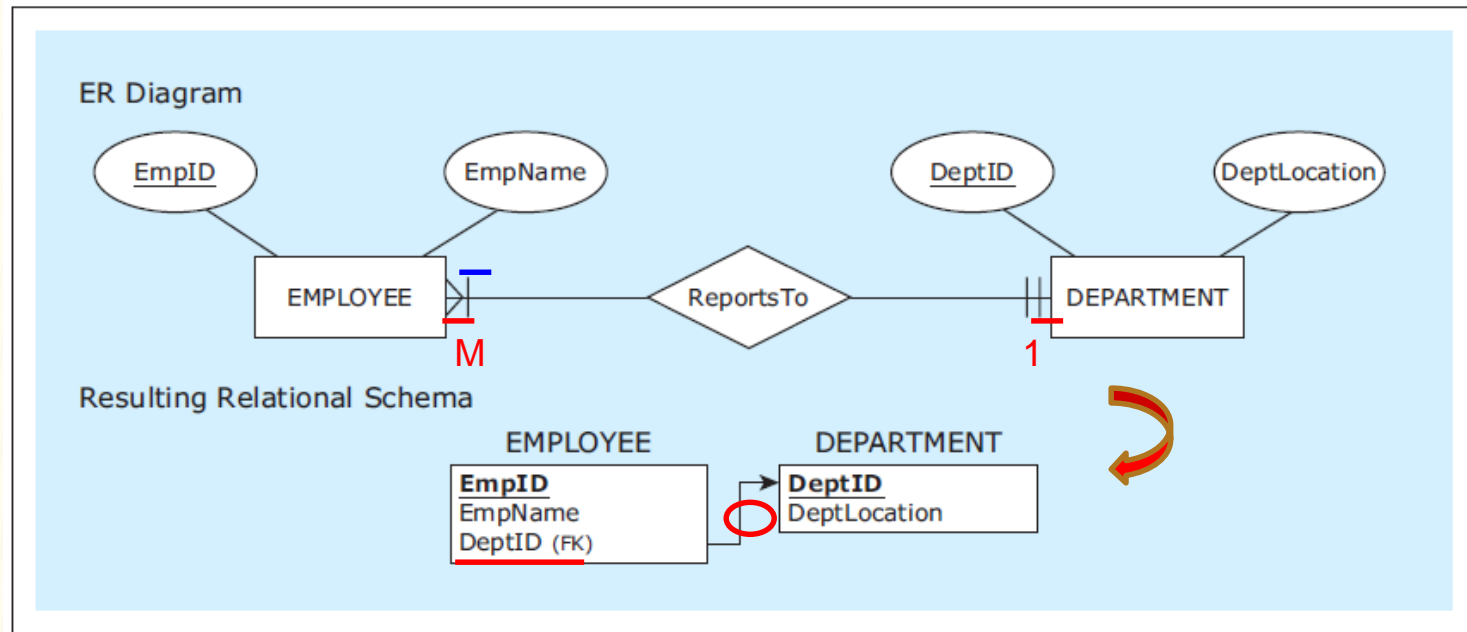 ER Diagram
EmpID
EmpName
DeptID
DeptLocation
EMPLOYEE
ReportsTo
DEPARTMENT
M
1
Resulting Relational Schema
EMPLOYEE
EmpID
EmpName
DeptID (FK)
DEPARTMENT
DeptID
DeptLocation